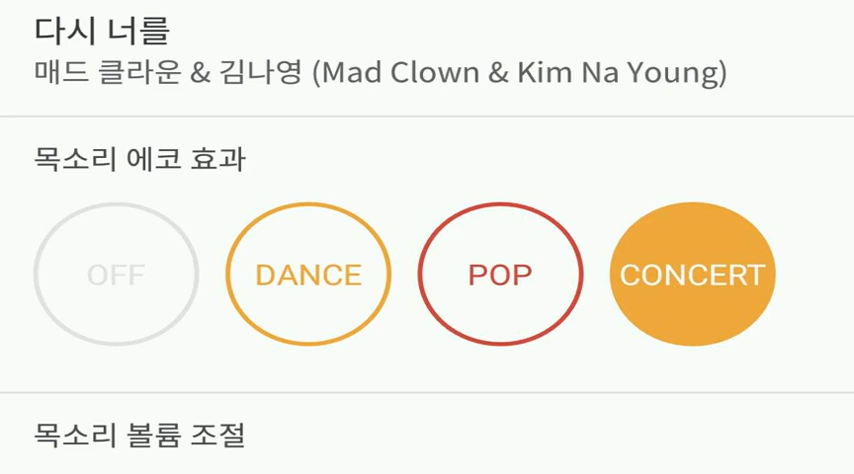 다시 너를
매드 클라운 & 김나영 (Mad Clown & Kim Na Young)
목소리 에코 효과
OFF DANCE POP CONCERT
목소리 볼륨 조절